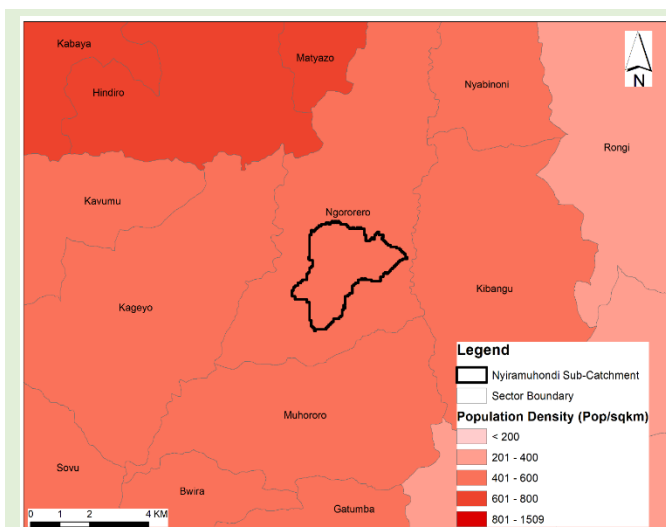 Kabaya
Matyazo
Hindiro
Nyabinoni
N
Rongi
Kavumu
Ngororero
Kageyo
Kibangu
Legend
Nyiramuhondi Sub-Catchment
Sector Boundary
Population Density (Pop/sqkm)
< 200
201 - 400
401 - 600
601 - 800
801 - 1509
Muhororo
Sovu
Bwira
Gatumba
0 1 2 4 KM